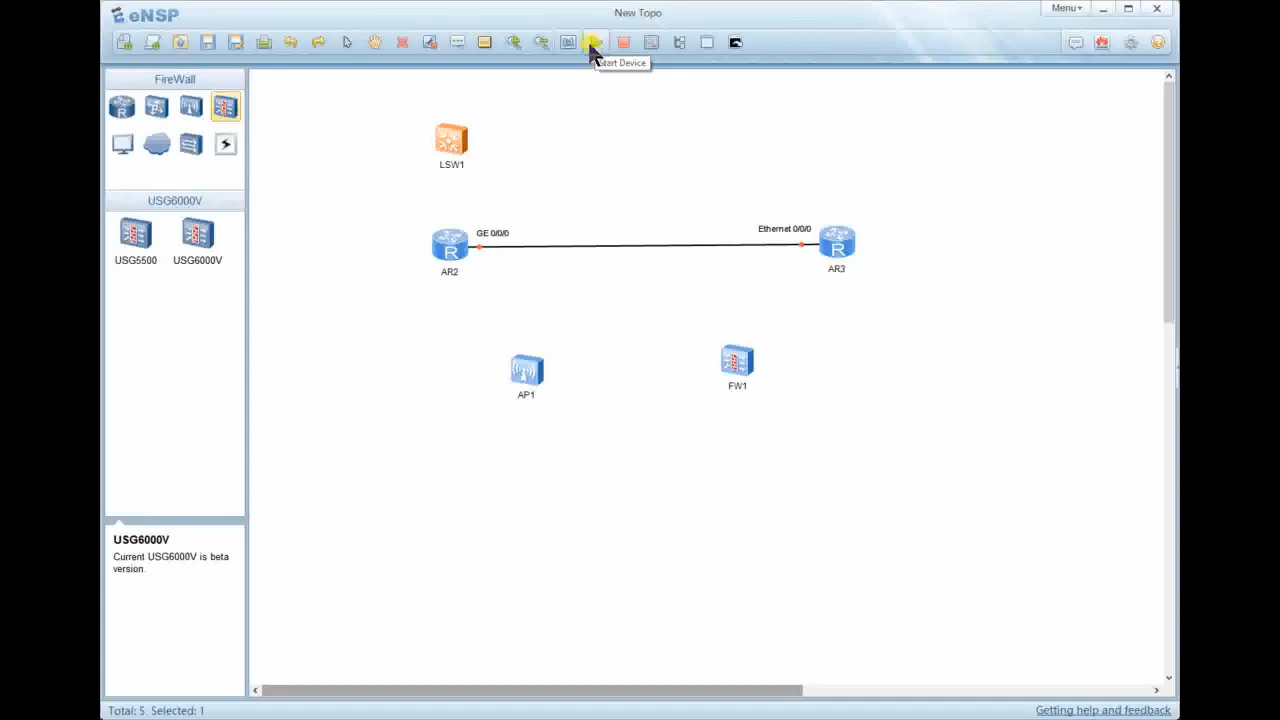 eNSP
New Topo
Menu
Start Device
FireWall
USG6000V
USG5500
USG6000V
USG6000V
Current USG6000V is beta
version.
LSW1
GE 0/0/0
Ethernet 0/0/0
AR2
AR3
AP1
FW1
Total: 5 Selected: 1
Getting help and feedback